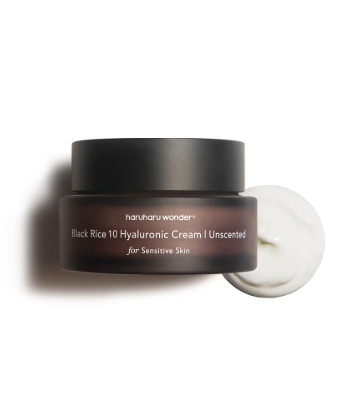 haruharu wonder®
Black Rice 10 Hyaluronic Cream | Unscented
for Sensitive Skin